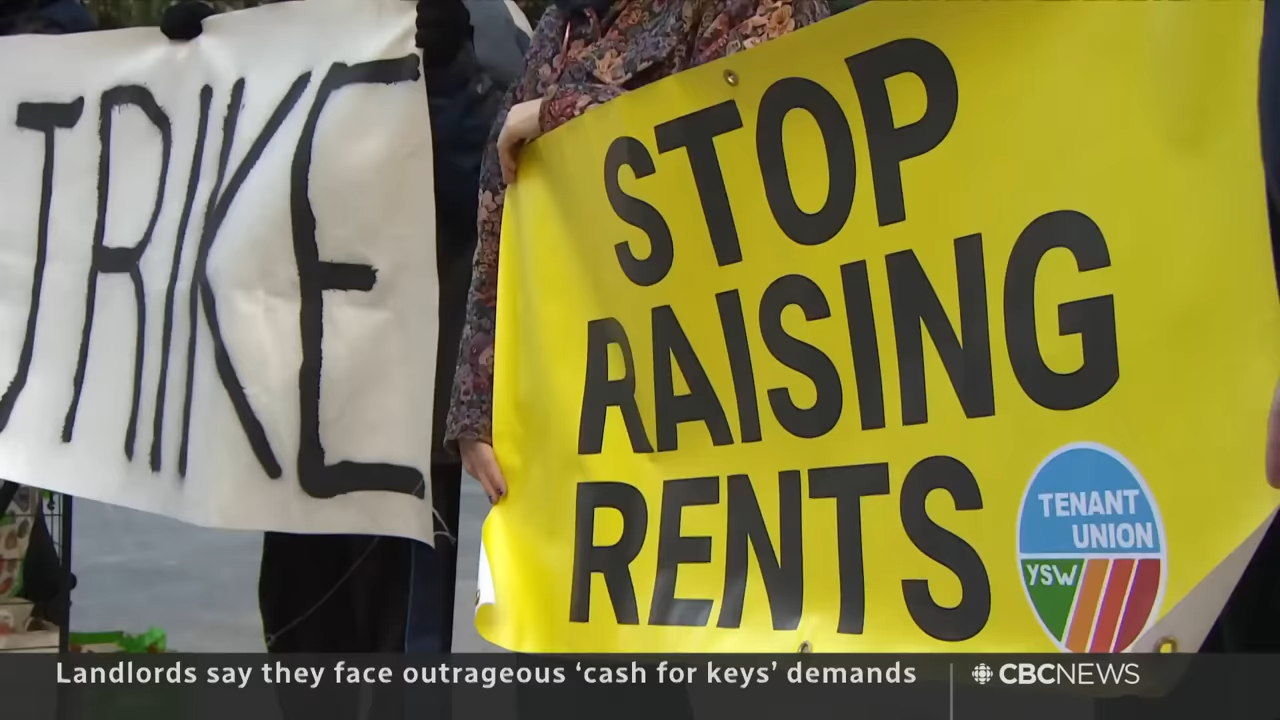 TRIKE
STOP
RAISING
RENTS
TENANT
UNION
YSW
Landlords say they face outrageous ‘cash for keys’ demands
CBCNEWS